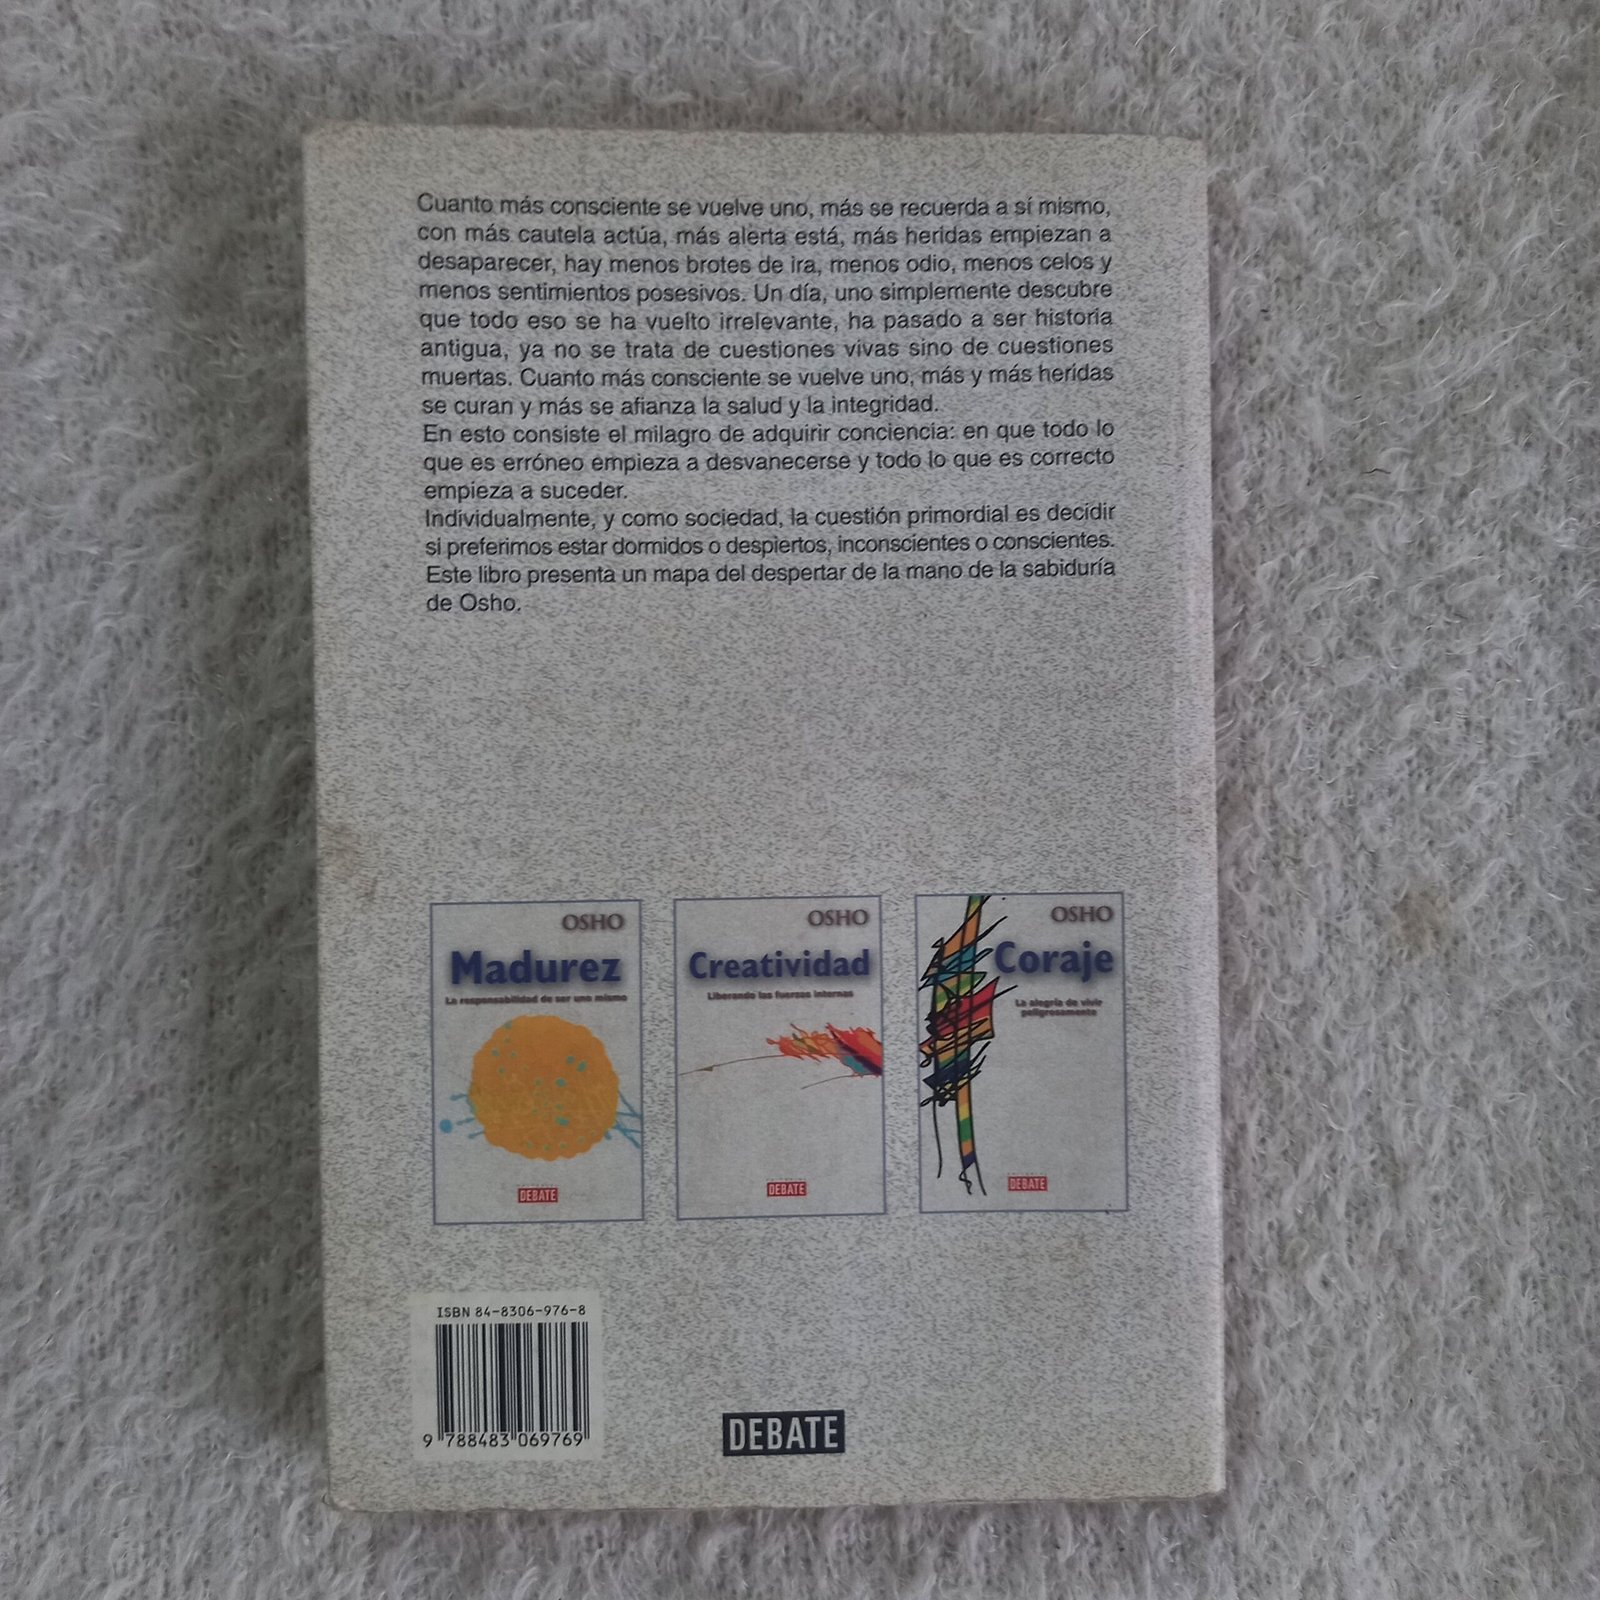 Cuanto más consciente se vuelve uno, más se recuerda a sí mismo,
con más cautela actúa, más alerta está, más heridas empiezan a
desaparecer, hay menos brotes de ira, menos odio, menos celos y
menos sentimientos posesivos. Un día, uno simplemente descubre
que todo eso se ha vuelto irrelevante, ha pasado a ser historia
antigua, ya no se trata de cuestiones vivas sino de cuestiones
muertas. Cuanto más consciente se vuelve uno, más y más heridas
se curan y más se afianza la salud y la integridad.
En esto consiste el milagro de adquirir conciencia: en que todo lo
que es erróneo empieza a desvanecerse y todo lo que es correcto
empieza a suceder.
Individualmente, y como sociedad, la cuestión primordial es decidir
si preferimos estar dormidos o despiertos, inconscientes o conscientes.
Este libro presenta un mapa del despertar de la mano de la sabiduría
de Osho.
OSHO
Madurez
La responsabilidad de ser uno mismo
DEBATE
OSHO
Creatividad
Liberando las fuerzas internas
DEBATE
OSHO
Coraje
La alegría de vivir
peligrosamente
DEBATE
ISBN 84-8306-976-8
9 788483 069769
DEBATE